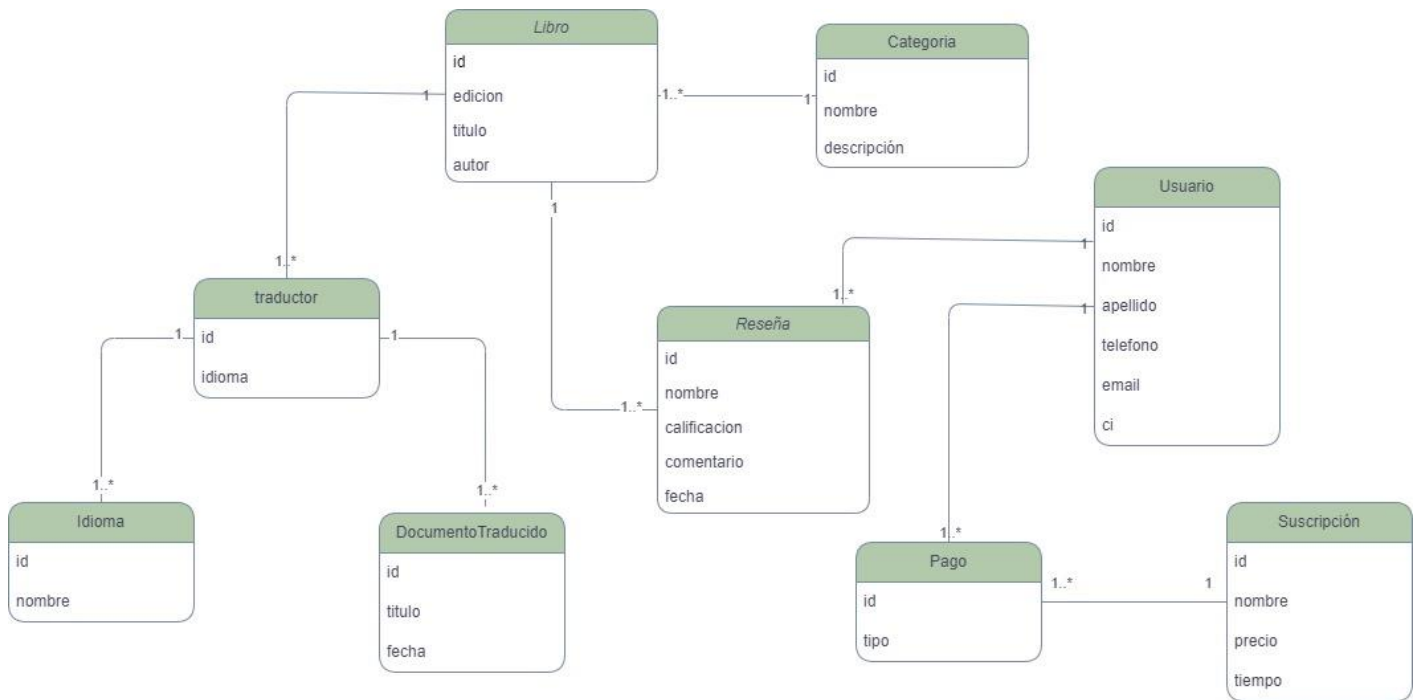 Libro
id
edicion
titulo
autor
1
1..*
1
1..*
1
Categoria
id
nombre
descripción
Usuario
id
nombre
apellido
telefono
email
ci
1
1
1..*
1..*
traductor
id
idioma
1
1
1..*
1..*
Reseña
id
nombre
calificacion
comentario
fecha
1..*
Idioma
id
nombre
DocumentoTraducido
id
titulo
fecha
Pago
id
tipo
1..*
1
Suscripción
id
nombre
precio
tiempo